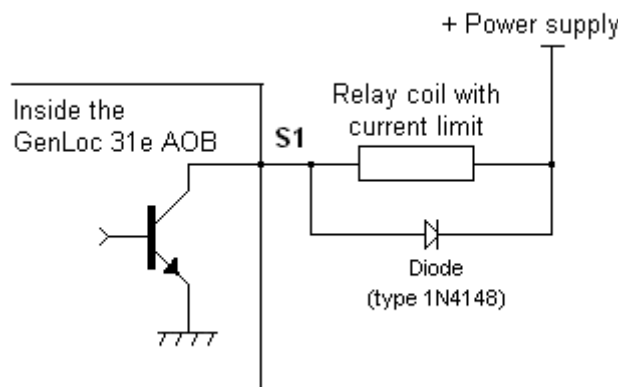 + Power supply
Inside the
GenLoc 31e AOB
S1
Relay coil with
current limit
Diode
(type 1N4148)